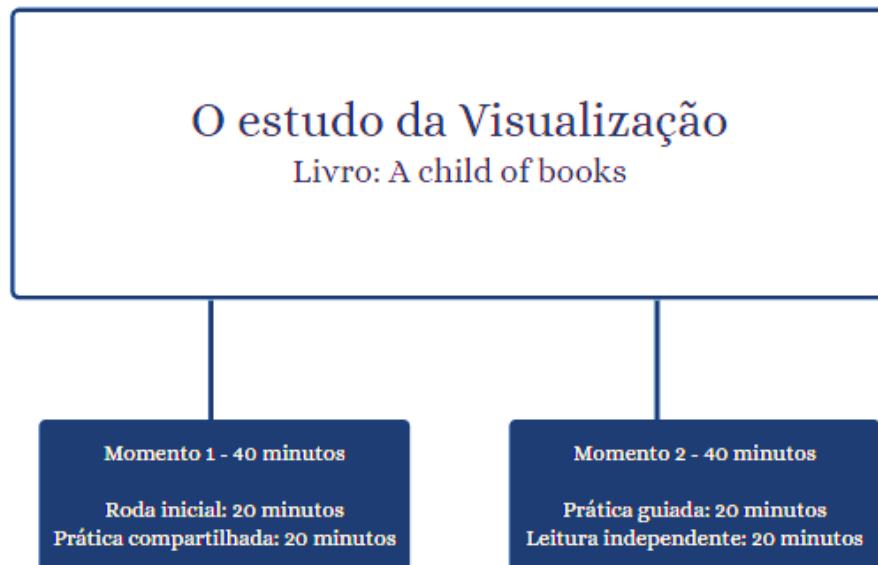 O estudo da Visualização
Livro: A child of books
Momento 1 - 40 minutos
Roda inicial: 20 minutos
Prática compartilhada: 20 minutos
Momento 2 - 40 minutos
Prática guiada: 20 minutos
Leitura independente: 20 minutos